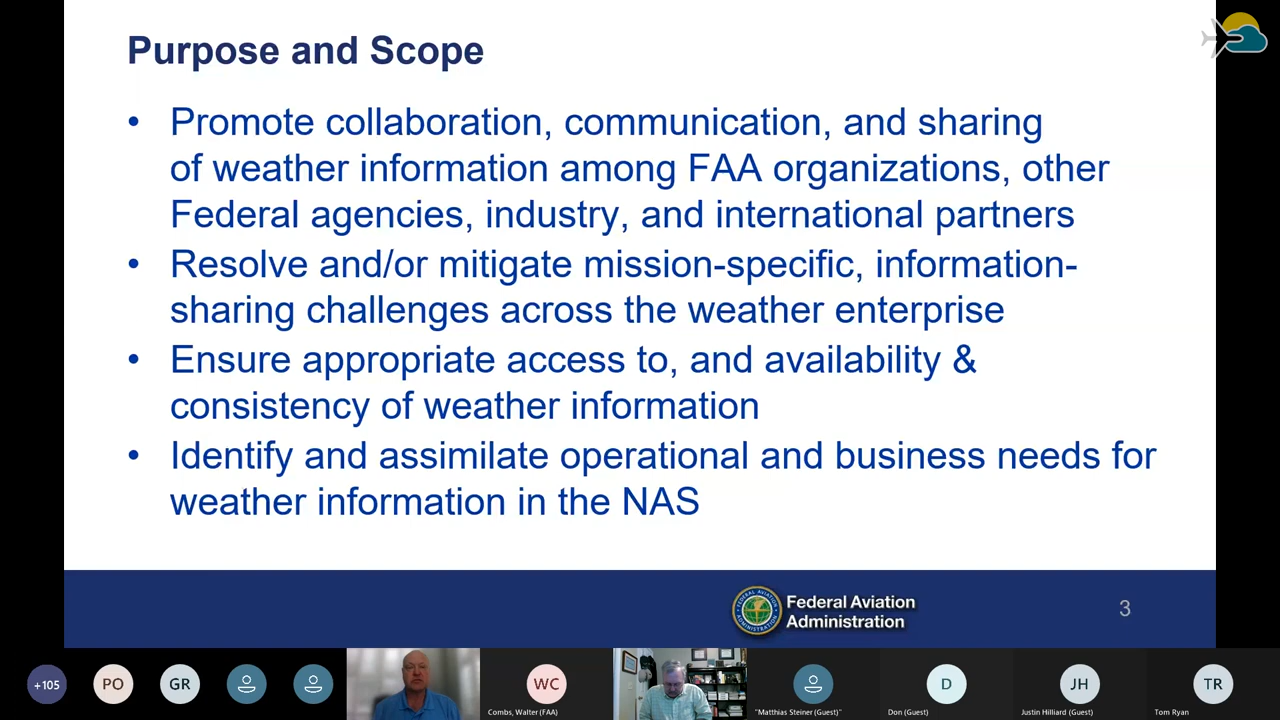 Purpose and Scope
• Promote collaboration, communication, and sharing
of weather information among FAA organizations, other
Federal agencies, industry, and international partners
• Resolve and/or mitigate mission-specific, information-
sharing challenges across the weather enterprise
• Ensure appropriate access to, and availability &
consistency of weather information
• Identify and assimilate operational and business needs for
weather information in the NAS
Federal Aviation
Administration
3
+105
PO
GR
WC
D
JH
TR
Combs, Walter (FAA)
"Matthias Steiner (Guest)"
Don (Guest)
Justin Hilliard (Guest)
Tom Ryan